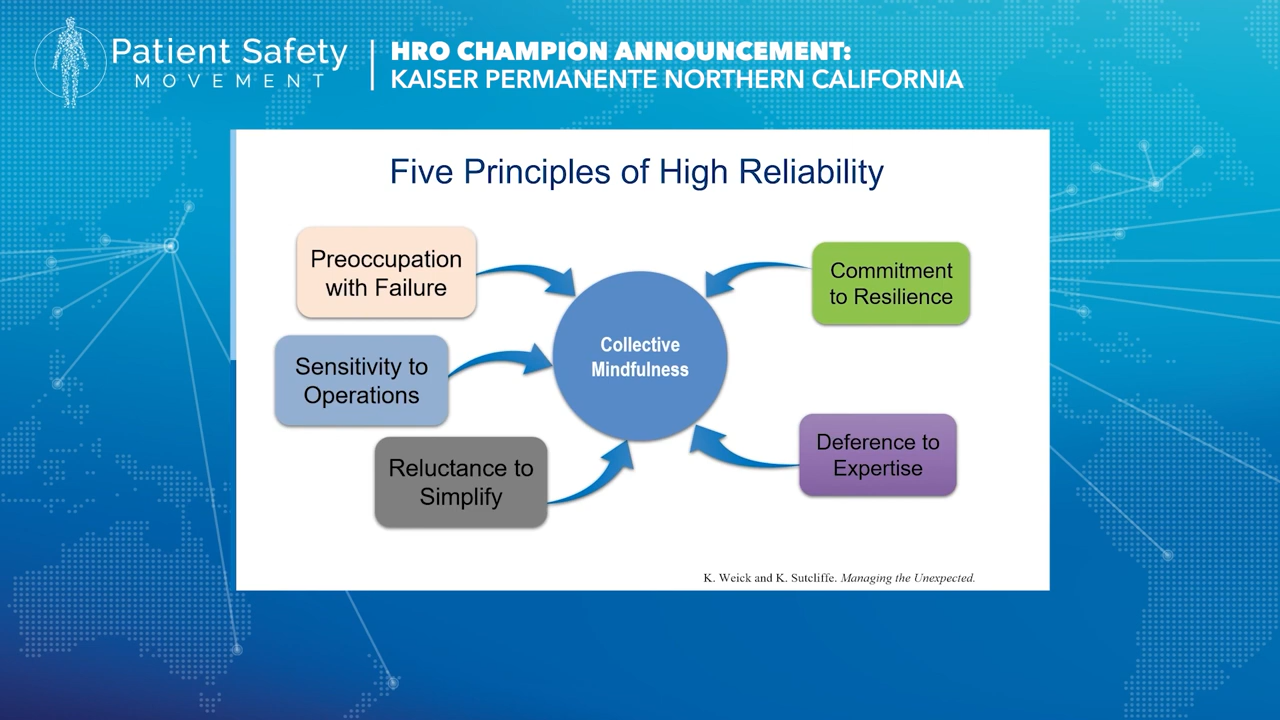 Patient Safety
MOVEMENT
HRO CHAMPION ANNOUNCEMENT:
KAISER PERMANENTE NORTHERN CALIFORNIA
Five Principles of High Reliability
Preoccupation
with Failure
Sensitivity to
Operations
Reluctance to
Simplify
Collective
Mindfulness
Commitment
to Resilience
Deference to
Expertise
K. Weick and K. Sutcliffe. Managing the Unexpected.